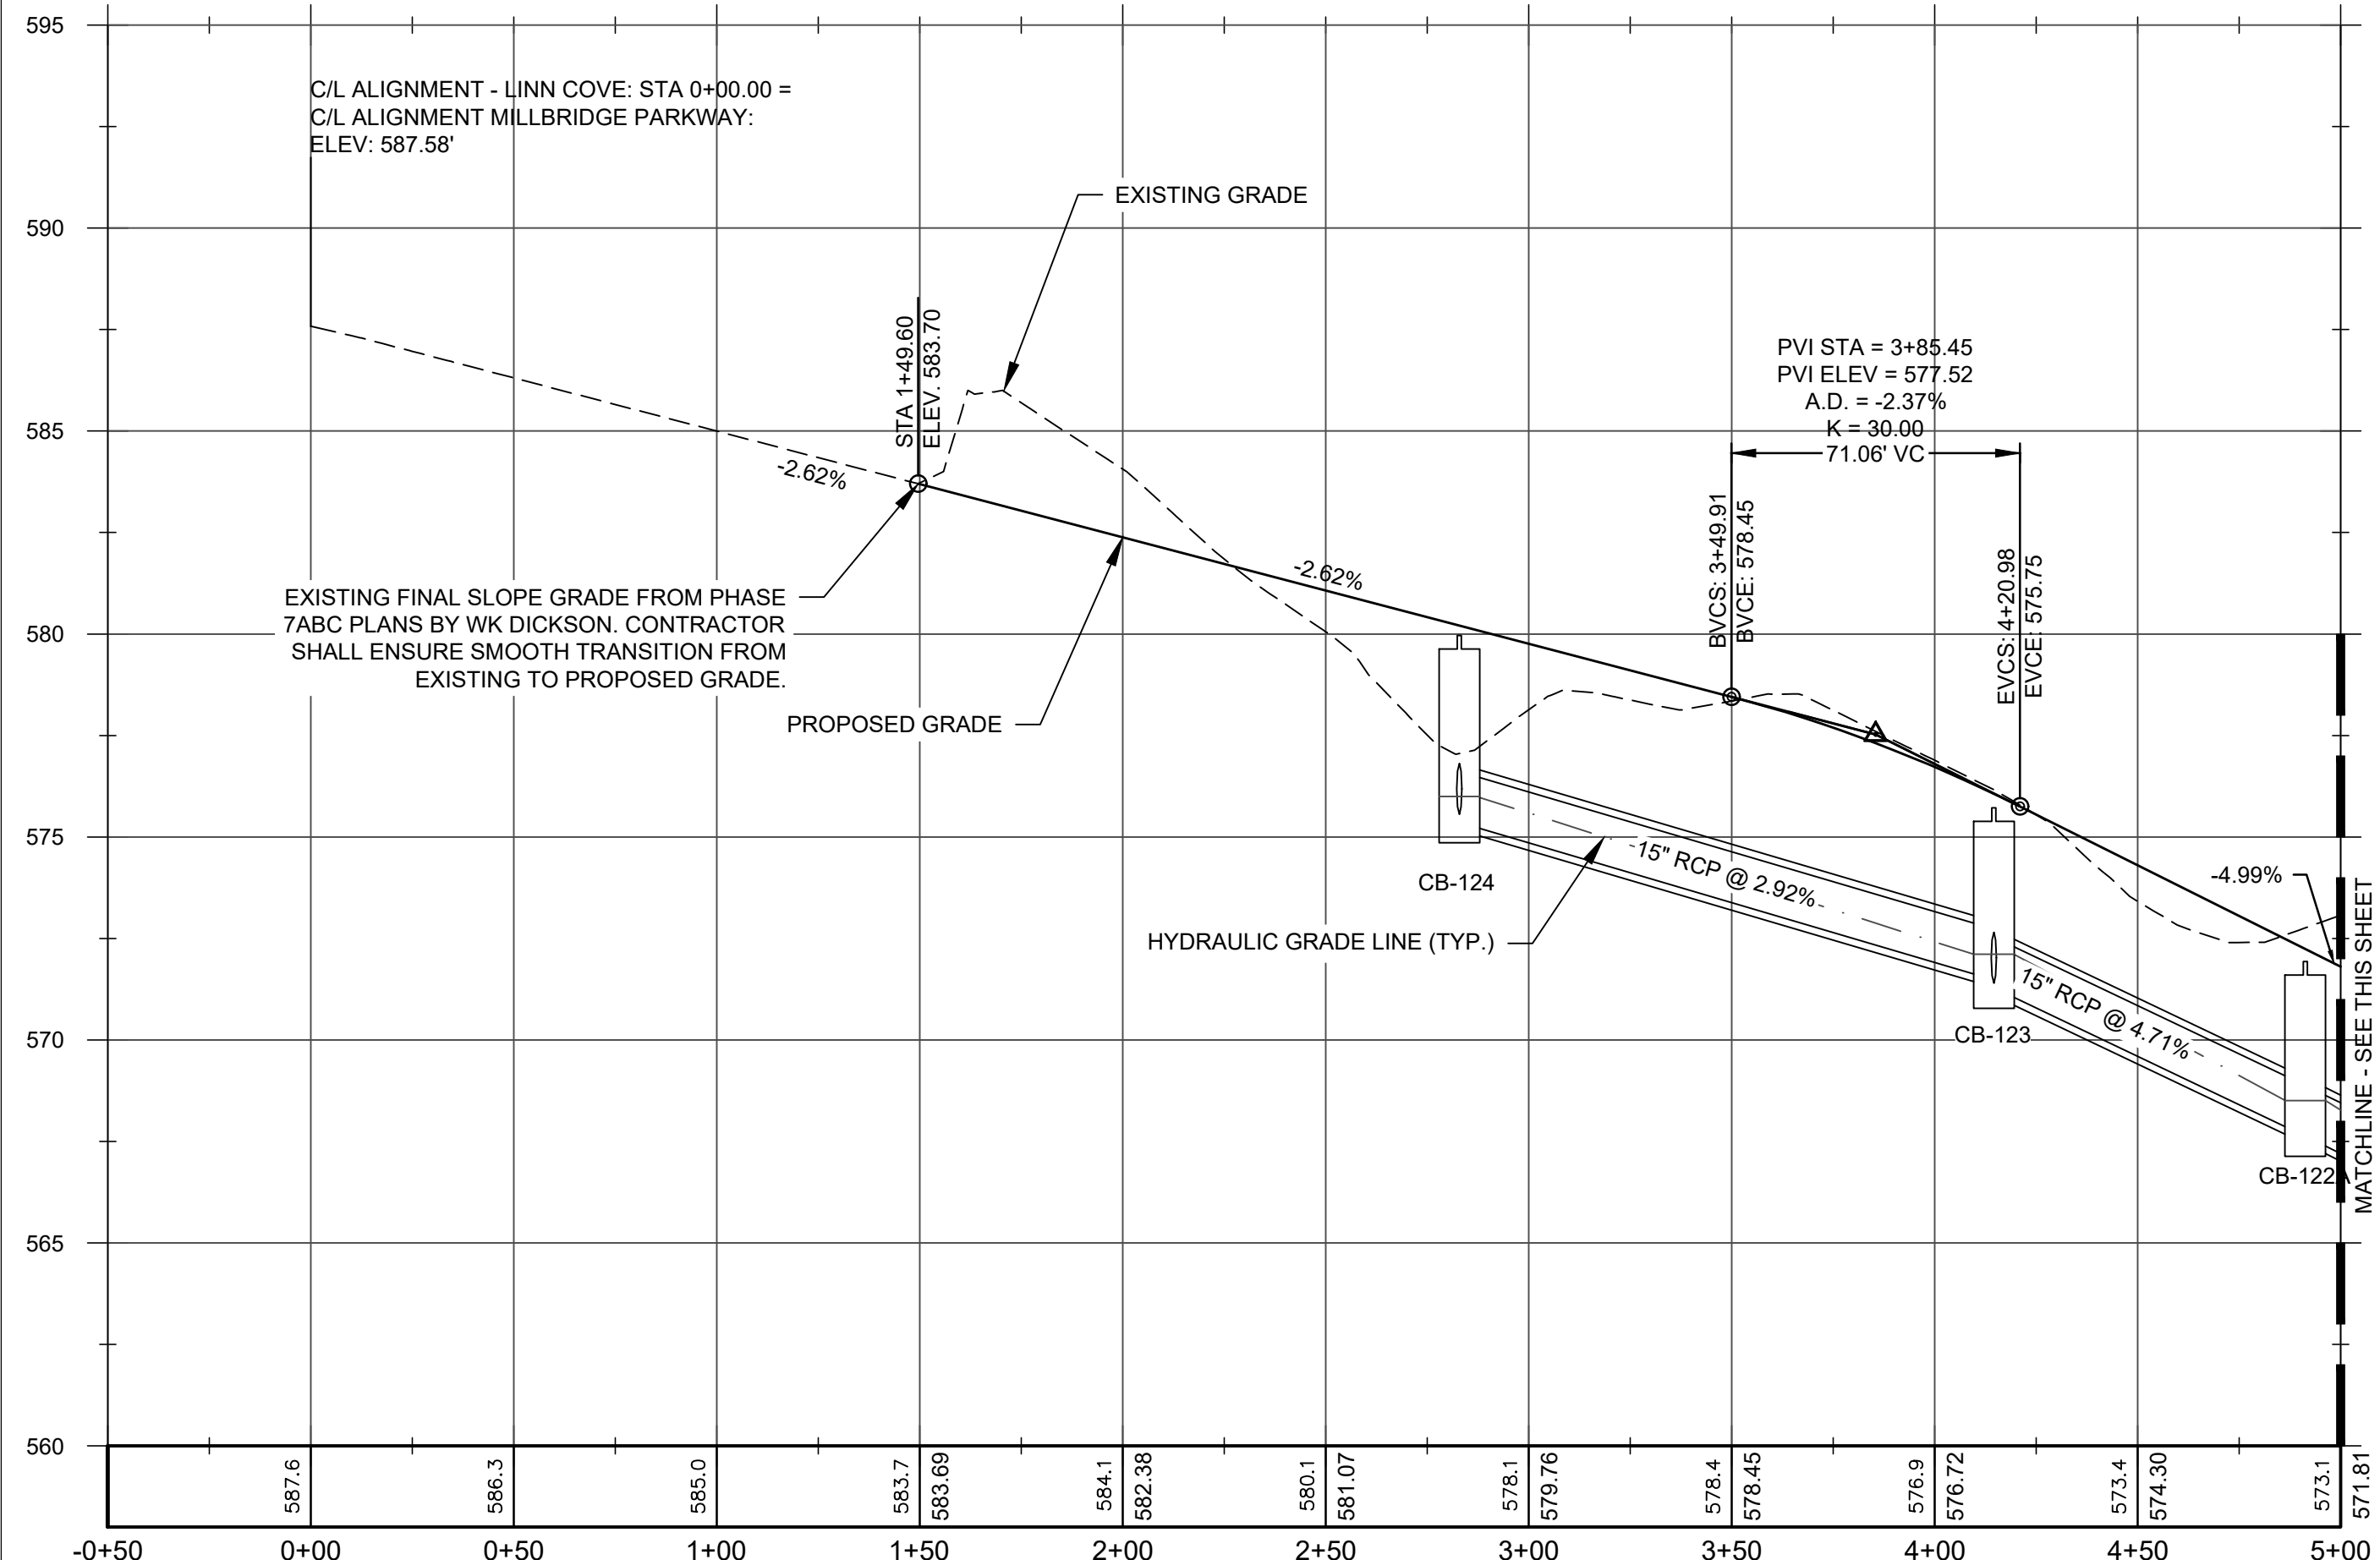 595
C/L ALIGNMENT - LINN COVE: STA 0+00.00 =
C/L ALIGNMENT MILLBRIDGE PARKWAY:
ELEV: 587.58'
EXISTING GRADE
590
STA 1+49.60
ELEV. 583.70
PVI STA = 3+85.45
PVI ELEV = 577.52
A.D. = -2.37%
K = 30.00
71.06' VC
585
-2.62%
BVCS: 3+49.91
BVCE: 578.45
EVCS: 4+20.98
EVCE: 575.75
-2.62%
EXISTING FINAL SLOPE GRADE FROM PHASE
7ABC PLANS BY WK DICKSON. CONTRACTOR
SHALL ENSURE SMOOTH TRANSITION FROM
EXISTING TO PROPOSED GRADE.
580
PROPOSED GRADE
575
15" RCP @ 2.92%
CB-124
-4.99%
HYDRAULIC GRADE LINE (TYP.)
15" RCP @ 4.71%
CB-123
570
CB-122A
MATCHLINE - SEE THIS SHEET
565
560
587.6
586.3
585.0
583.7
583.69
584.1
582.38
580.1
581.07
578.1
579.76
578.4
578.45
576.9
576.72
573.4
574.30
573.1
571.81
-0+50 0+00 0+50 1+00 1+50 2+00 2+50 3+00 3+50 4+00 4+50 5+00